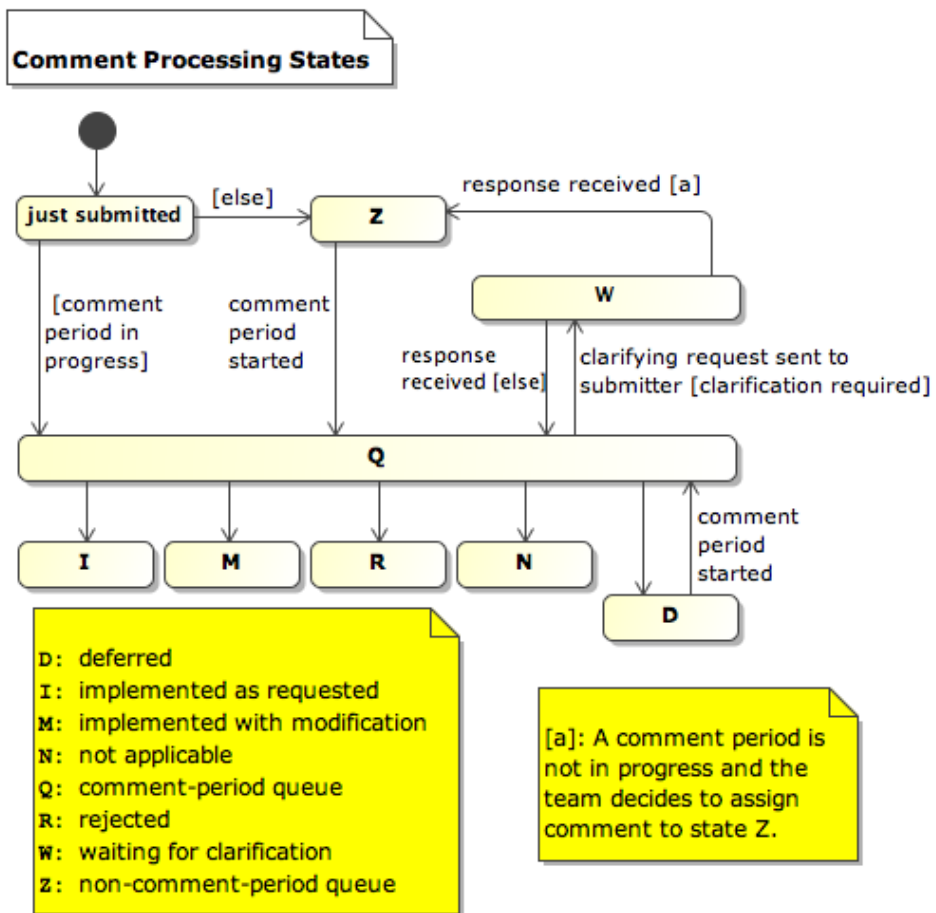 Comment Processing States
just submitted
[else]
Z
response received [a]
W
[comment
period in
progress]
comment
period
started
response
received [else]
clarifying request sent to
submitter [clarification required]
Q
I
M
R
N
D
comment
period
started
D: deferred
I: implemented as requested
M: implemented with modification
N: not applicable
Q: comment-period queue
R: rejected
W: waiting for clarification
Z: non-comment-period queue
[a]: A comment period is
not in progress and the
team decides to assign
comment to state Z.